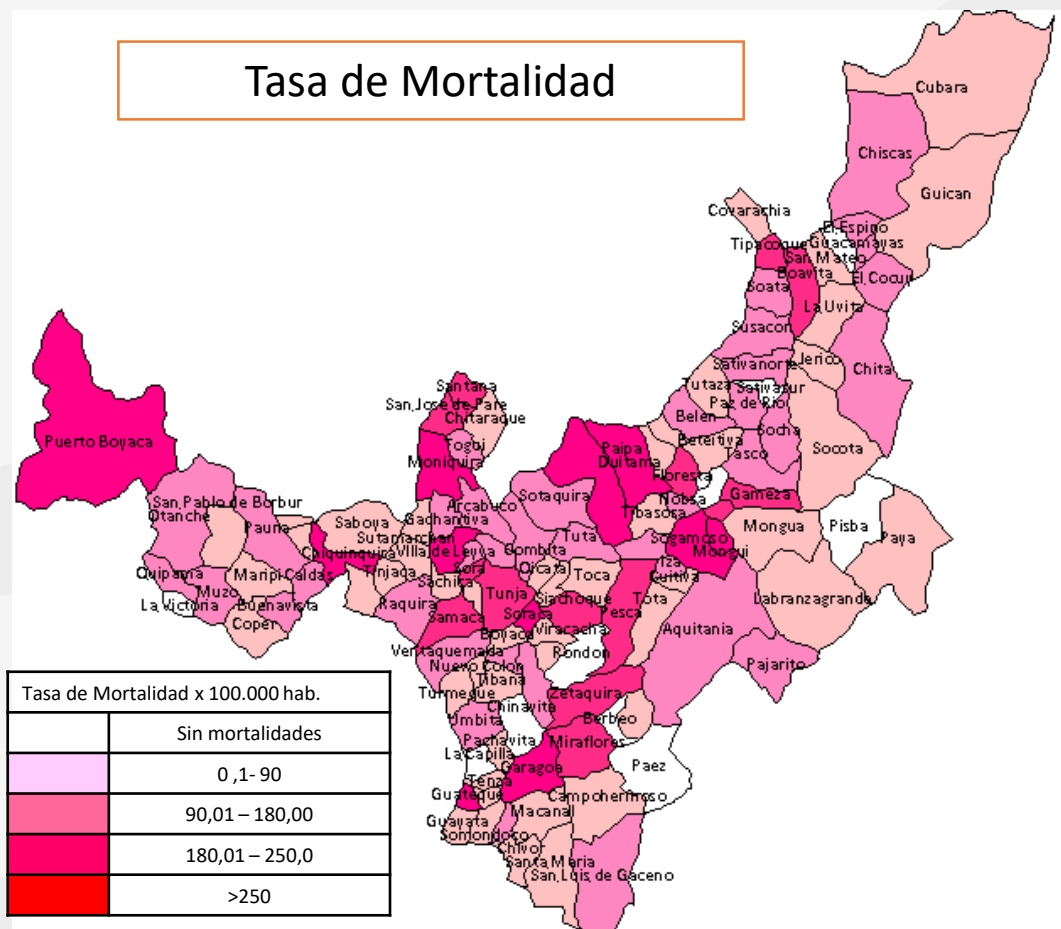 Tasa de Mortalidad
Cubara
Chiscas
Guican
Covarachia
El Espino
Tipacoque
Guacamayas
San Mateo
Boavita
El Cocuy
Soata
La Uvita
Susacon
Sativanorte
Jerico
Chita
Tutaza
Sativasur
Santana
San Jose de Pare
Chitaraque
Paz de Rio
Belen
Socha
Puerto Boyaca
Togui
Paipa
Beteitiva
Socota
Moniquira
Duitama
Tasco
Floresta
San Pablo de Borbur
Arcabuco
Sotaquira
Nobsa
Gameza
Otanche
Pauna
Saboya
Gachantiva
Tibasosa
Mongua
Pisba
Paya
Sutamarchan
Tuta
Sogamoso
Chiquinquira
Villa de Leyva
Combita
Mongui
Quipama
Maripi
Caldas
Tinjaca
Sora
Oicata
Toca
Iza
Cuitiva
Muzo
Sachica
La Victoria
Buenavista
Raquira
Tunja
Siachoque
Tota
Labranzagrande
Coper
Samaca
Soraca
Pesca
Viracacha
Aquitania
Boyaca
Ventaquemada
Rondon
Nuevo Colon
Pajarito
Tibana
Turmeque
Zetaquira
Chinavita
Umbita
Berbeo
Pachavita
Miraflores
La Capilla
Garagoa
Paez
Tenza
Guateque
Campohermoso
Guayata
Macanal
Somondoco
Chivor
Santa Maria
San Luis de Gaceno
Tasa de Mortalidad x 100.000 hab.
Sin mortalidades
0 ,1- 90
90,01 – 180,00
180,01 – 250,0
>250